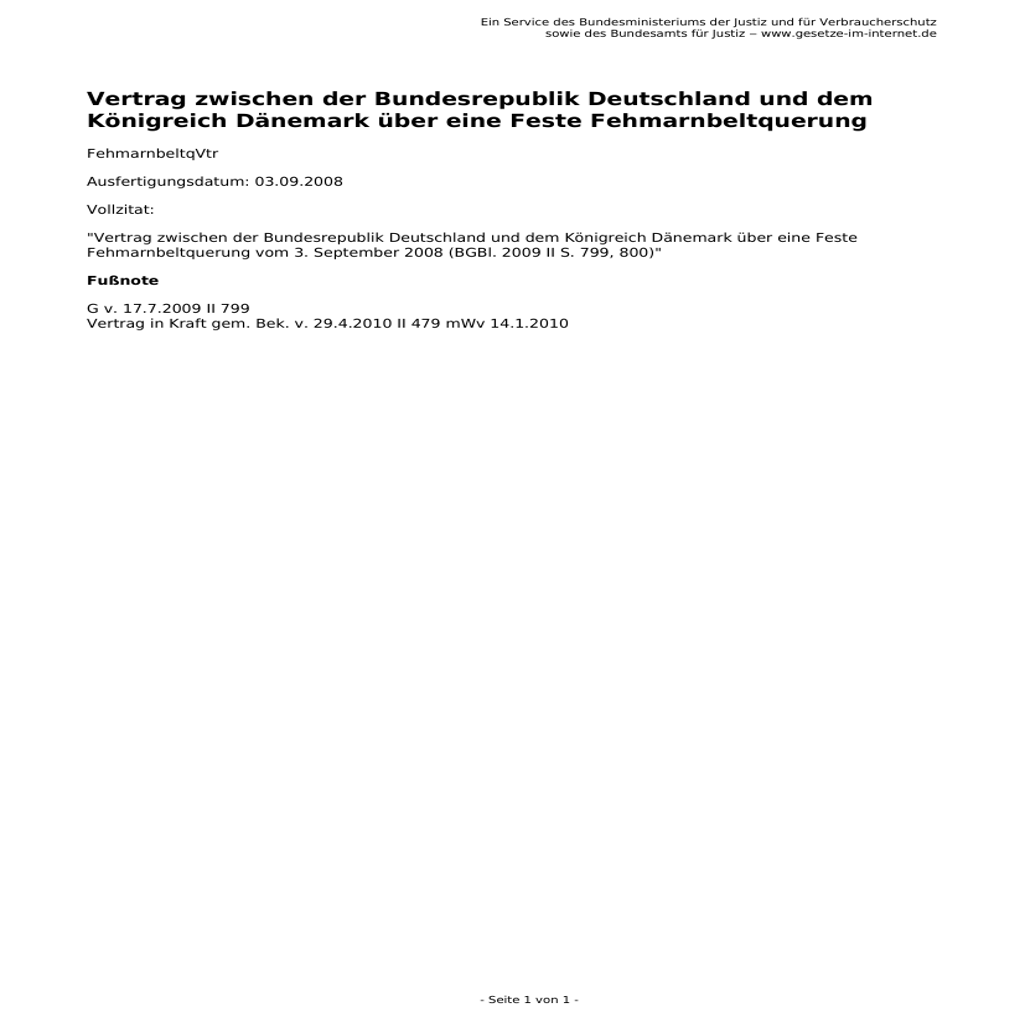 Ein Service des Bundesministeriums der Justiz und für Verbraucherschutz
sowie des Bundesamts für Justiz – www.gesetze-im-internet.de
Vertrag zwischen der Bundesrepublik Deutschland und dem
Königreich Dänemark über eine Feste Fehmarnbeltquerung
FehmarnbeltqVtr
Ausfertigungsdatum: 03.09.2008
Vollzitat:
"Vertrag zwischen der Bundesrepublik Deutschland und dem Königreich Dänemark über eine Feste
Fehmarnbeltquerung vom 3. September 2008 (BGBl. 2009 II S. 799, 800)"
Fußnote
G v. 17.7.2009 II 799
Vertrag in Kraft gem. Bek. v. 29.4.2010 II 479 mWv 14.1.2010
- Seite 1 von 1 -